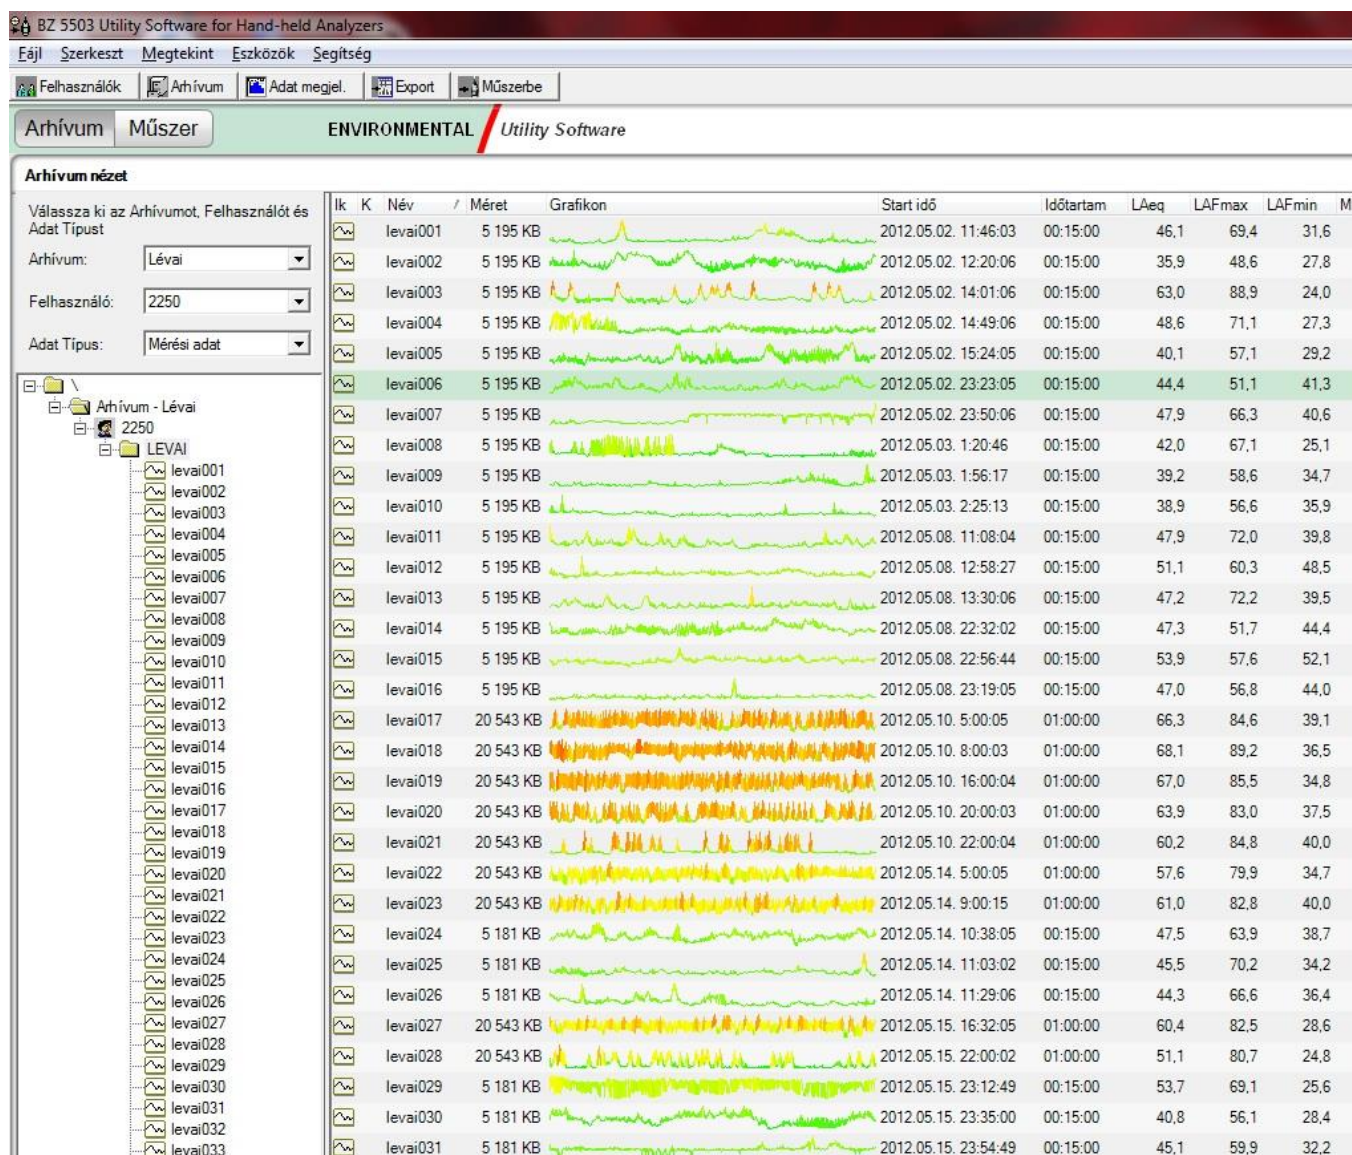 BZ 5503 Utility Software for Hand-held Analyzers
Fájl Szerkeszt Megtekint Eszközök Segítség
Felhasználók Arhívum Adat megjel. Export Műszerbe
Arhívum Műszer ENVIRONMENTAL Utility Software
Arhívum nézet
Válassza ki az Arhívumot, Felhasználót és
Adat Típust
Arhívum: Lévai
Felhasználó: 2250
Adat Típus: Mérési adat
\
Arhívum - Lévai
2250
LEVAI
levai001
levai002
levai003
levai004
levai005
levai006
levai007
levai008
levai009
levai010
levai011
levai012
levai013
levai014
levai015
levai016
levai017
levai018
levai019
levai020
levai021
levai022
levai023
levai024
levai025
levai026
levai027
levai028
levai029
levai030
levai031
levai032
levai033
Ik K Név / Méret Grafikon Start idő Időtartam LAeq LAFmax LAFmin M
levai001 5 195 KB 2012.05.02. 11:46:03 00:15:00 46,1 69,4 31,6
levai002 5 195 KB 2012.05.02. 12:20:06 00:15:00 35,9 48,6 27,8
levai003 5 195 KB 2012.05.02. 14:01:06 00:15:00 63,0 88,9 24,0
levai004 5 195 KB 2012.05.02. 14:49:06 00:15:00 48,6 71,1 27,3
levai005 5 195 KB 2012.05.02. 15:24:05 00:15:00 40,1 57,1 29,2
levai006 5 195 KB 2012.05.02. 23:23:05 00:15:00 44,4 51,1 41,3
levai007 5 195 KB 2012.05.02. 23:50:06 00:15:00 47,9 66,3 40,6
levai008 5 195 KB 2012.05.03. 1:20:46 00:15:00 42,0 67,1 25,1
levai009 5 195 KB 2012.05.03. 1:56:17 00:15:00 39,2 58,6 34,7
levai010 5 195 KB 2012.05.03. 2:25:13 00:15:00 38,9 56,6 35,9
levai011 5 195 KB 2012.05.08. 11:08:04 00:15:00 47,9 72,0 39,8
levai012 5 195 KB 2012.05.08. 12:58:27 00:15:00 51,1 60,3 48,5
levai013 5 195 KB 2012.05.08. 13:30:06 00:15:00 47,2 72,2 39,5
levai014 5 195 KB 2012.05.08. 22:32:02 00:15:00 47,3 51,7 44,4
levai015 5 195 KB 2012.05.08. 22:56:44 00:15:00 53,9 57,6 52,1
levai016 5 195 KB 2012.05.08. 23:19:05 00:15:00 47,0 56,8 44,0
levai017 20 543 KB 2012.05.10. 5:00:05 01:00:00 66,3 84,6 39,1
levai018 20 543 KB 2012.05.10. 8:00:03 01:00:00 68,1 89,2 36,5
levai019 20 543 KB 2012.05.10. 16:00:04 01:00:00 67,0 85,5 34,8
levai020 20 543 KB 2012.05.10. 20:00:03 01:00:00 63,9 83,0 37,5
levai021 20 543 KB 2012.05.10. 22:00:04 01:00:00 60,2 84,8 40,0
levai022 20 543 KB 2012.05.14. 5:00:05 01:00:00 57,6 79,9 34,7
levai023 20 543 KB 2012.05.14. 9:00:15 01:00:00 61,0 82,8 40,0
levai024 5 181 KB 2012.05.14. 10:38:05 00:15:00 47,5 63,9 38,7
levai025 5 181 KB 2012.05.14. 11:03:02 00:15:00 45,5 70,2 34,2
levai026 5 181 KB 2012.05.14. 11:29:06 00:15:00 44,3 66,6 36,4
levai027 20 543 KB 2012.05.15. 16:32:05 01:00:00 60,4 82,5 28,6
levai028 20 543 KB 2012.05.15. 22:00:02 01:00:00 51,1 80,7 24,8
levai029 5 181 KB 2012.05.15. 23:12:49 00:15:00 53,7 69,1 25,6
levai030 5 181 KB 2012.05.15. 23:35:00 00:15:00 40,8 56,1 28,4
levai031 5 181 KB 2012.05.15. 23:54:49 00:15:00 45,1 59,9 32,2